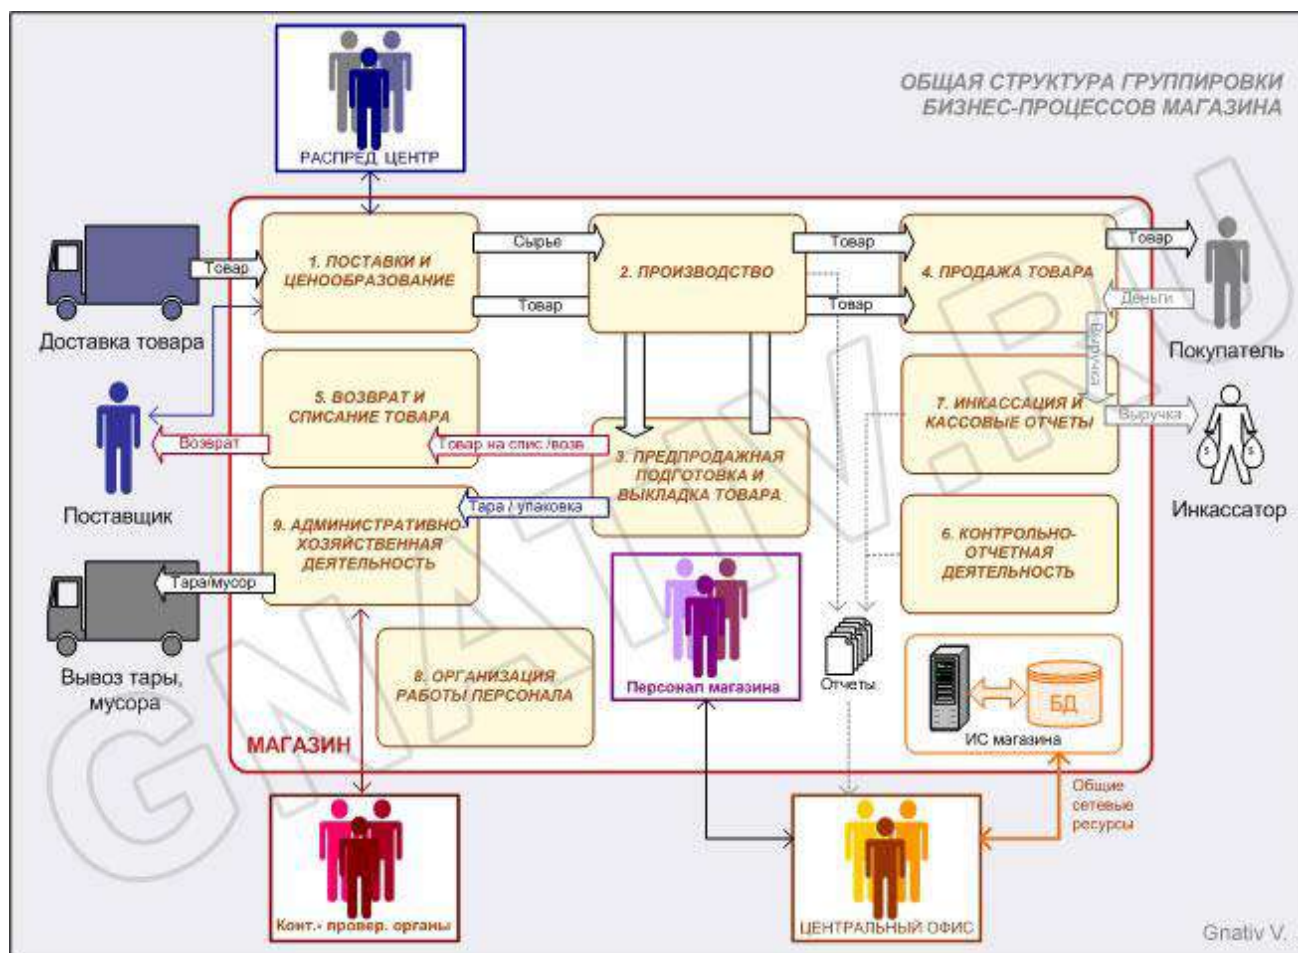 ОБЩАЯ СТРУКТУРА ГРУППИРОВКИ
БИЗНЕС-ПРОЦЕССОВ МАГАЗИНА
РАСПРЕД. ЦЕНТР
Товар
1. ПОСТАВКИ И
ЦЕНООБРАЗОВАНИЕ
Сырье
Товар
2. ПРОИЗВОДСТВО
Товар
Товар
4. ПРОДАЖА ТОВАРА
Товар
Деньги
Выручка
Доставка товара
Покупатель
5. ВОЗВРАТ И
СПИСАНИЕ ТОВАРА
Возврат
Товар на спис./возв.
3. ПРЕДПРОДАЖНАЯ
ПОДГОТОВКА И
ВЫКЛАДКА ТОВАРА
7. ИНКАССАЦИЯ И
КАССОВЫЕ ОТЧЕТЫ
Выручка
$ $
Поставщик
Инкассатор
Тара / упаковка
9. АДМИНИСТРАТИВНО-
ХОЗЯЙСТВЕННАЯ
ДЕЯТЕЛЬНОСТЬ
6. КОНТРОЛЬНО-
ОТЧЕТНАЯ
ДЕЯТЕЛЬНОСТЬ
Тара/мусор
Вывоз тары,
мусора
8. ОРГАНИЗАЦИЯ
РАБОТЫ ПЕРСОНАЛА
Персонал магазина
Отчеты
БД
ИС магазина
МАГАЗИН
Общие
сетевые
ресурсы
Конт.- провер. органы
ЦЕНТРАЛЬНЫЙ ОФИС
Gnativ V.
GNATIV.RU